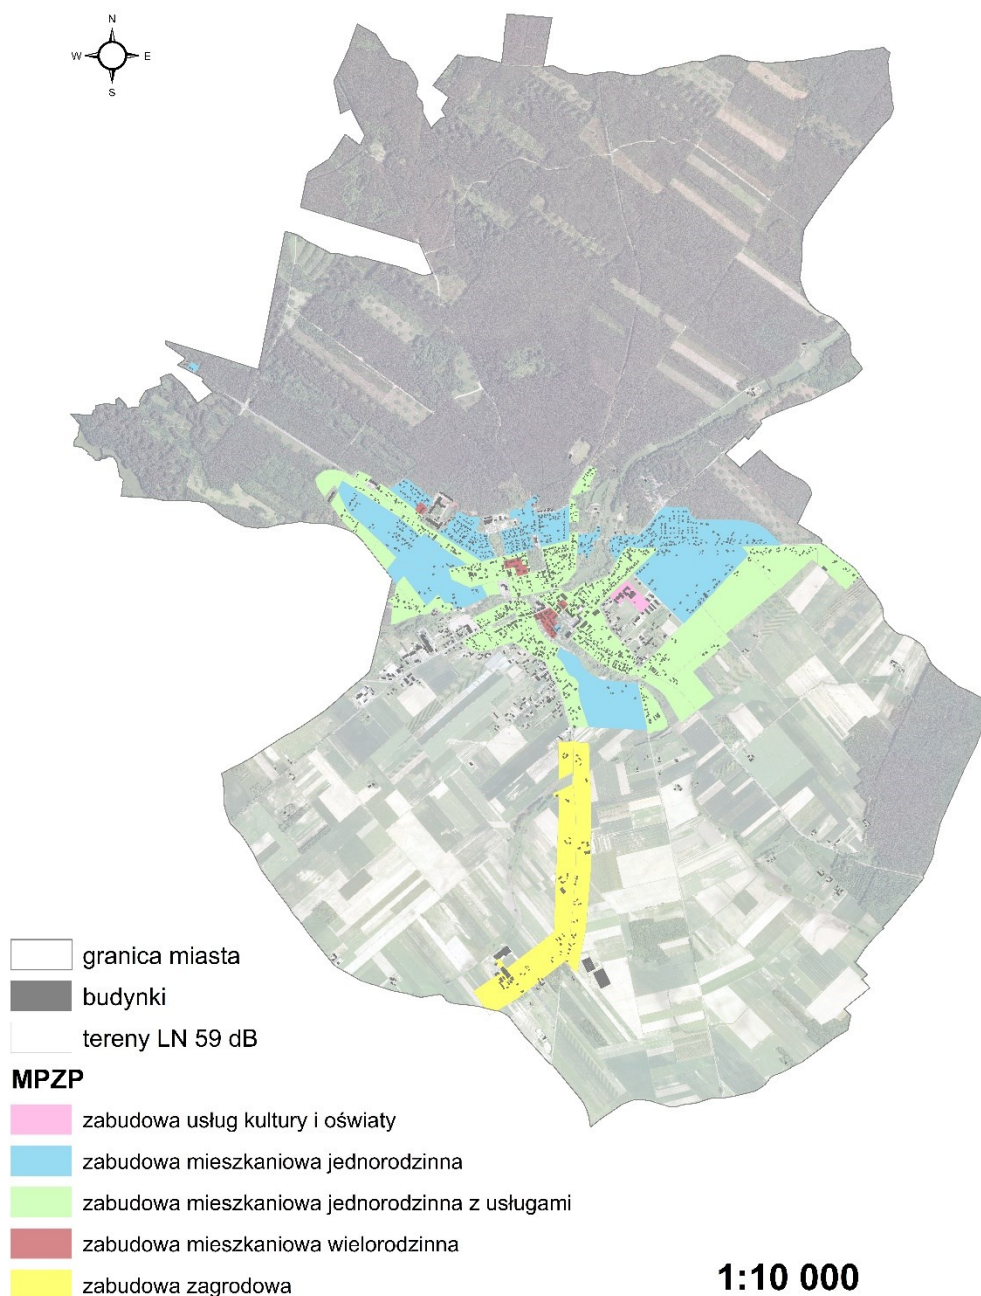 N
W E
S
granica miasta
budynki
tereny LN 59 dB
MPZP
zabudowa usług kultury i oświaty
zabudowa mieszkaniowa jednorodzinna
zabudowa mieszkaniowa jednorodzinna z usługami
zabudowa mieszkaniowa wielorodzinna
zabudowa zagrodowa
1:10 000